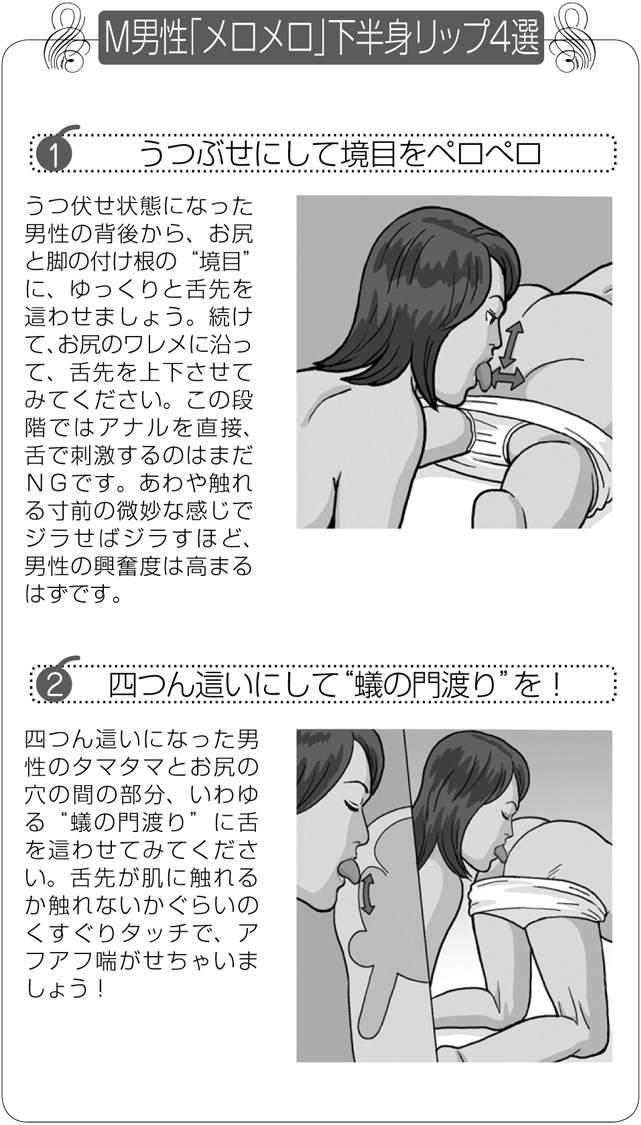 M男性「メロメロ」下半身リップ4選
1 うつぶせにして境目をペロペロ
うつ伏せ状態になった
男性の背後から、お尻
と脚の付け根の“境目”
に、ゆっくりと舌先を
這わせましょう。続け
て、お尻のワレメに沿っ
て、舌先を上下させて
みてください。この段
階ではアナルを直接、
舌で刺激するのはまだ
NGです。あわや触れ
る寸前の微妙な感じで
ジラせばジラすほど、
男性の興奮度は高まる
はずです。
2 四つん這いにして“蟻の門渡り”を！
四つん這いになった男
性のタマタマとお尻の
穴の間の部分、いわゆ
る“蟻の門渡り”に舌
を這わせてみてくださ
い。舌先が肌に触れる
か触れないかぐらいの
くすぐりタッチで、ア
フアフ喘がせちゃいま
しょう！